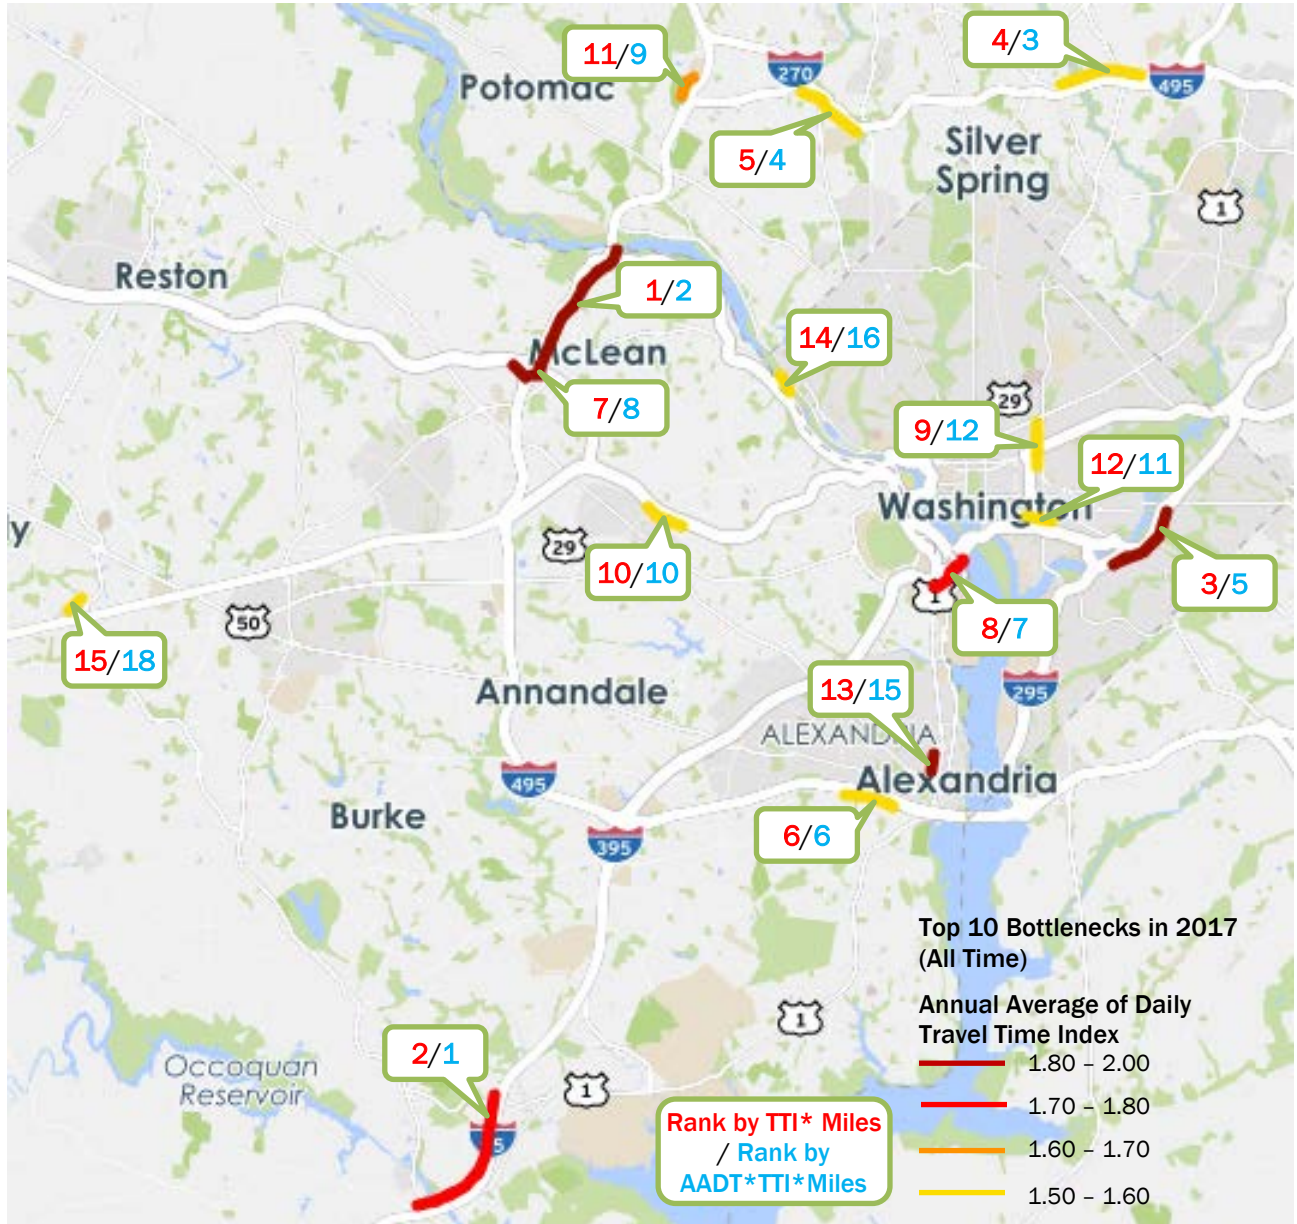 11/9
4/3
270
495
Potomac
5/4
Silver
Spring
1
Reston
1/2
14/16
McLean
7/8
29
9/12
12/11
Washington
y
29
10/10
3/5
1
50
8/7
15/18
13/15
295
Annandale
ALEXANDRIA
495
Alexandria
Burke
6/6
395
Top 10 Bottlenecks in 2017
(All Time)
Annual Average of Daily
Travel Time Index
1.80 – 2.00
1.70 – 1.80
1.60 – 1.70
1.50 – 1.60
1
2/1
Occoquan
Reservoir
1
5
Rank by TTI* Miles
/ Rank by
AADT*TTI*Miles